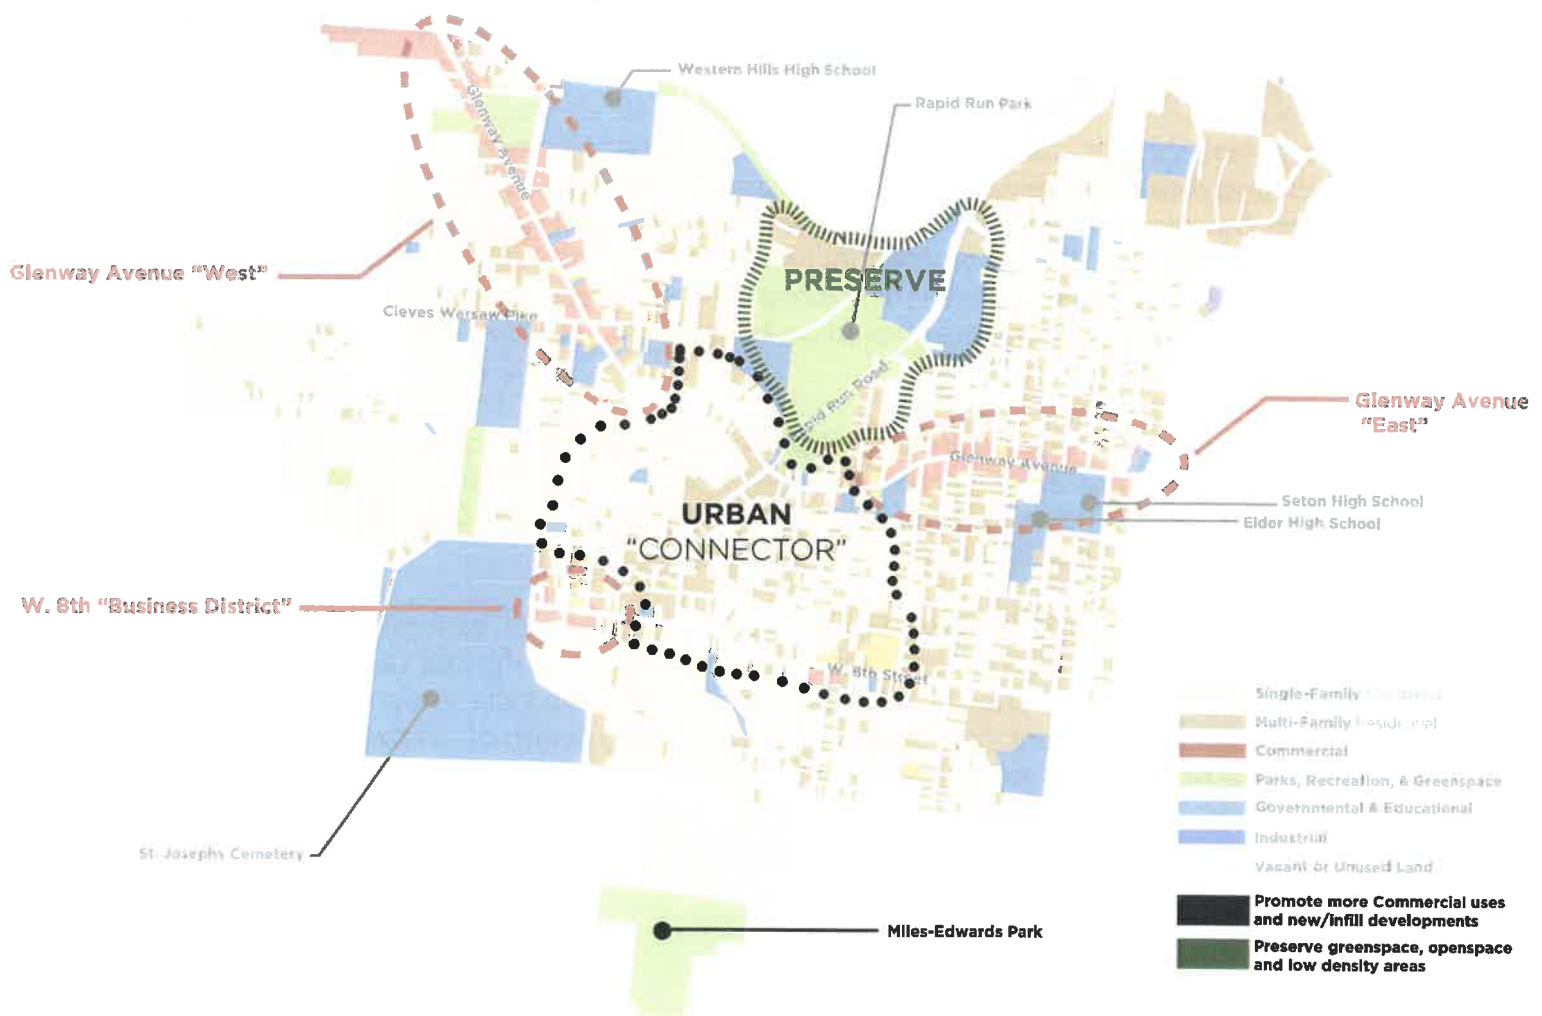 Western Hills High School
Rapid Run Park
Glenway Avenue
Glenway Avenue “West”
PRESERVE
Cleves Warsaw Pike
Rapid Run Road
Glenway Avenue
“East”
Glenway Avenue
Seton High School
Elder High School
URBAN
“CONNECTOR”
W. 8th “Business District”
W. 8th Street
St. Josephs Cemetery
Miles-Edwards Park
Single-Family
Multi-Family Residential
Commercial
Parks, Recreation, & Greenspace
Governmental & Educational
Industrial
Vacant or Unused Land
Promote more Commercial uses
and new/infill developments
Preserve greenspace, openspace
and low density areas